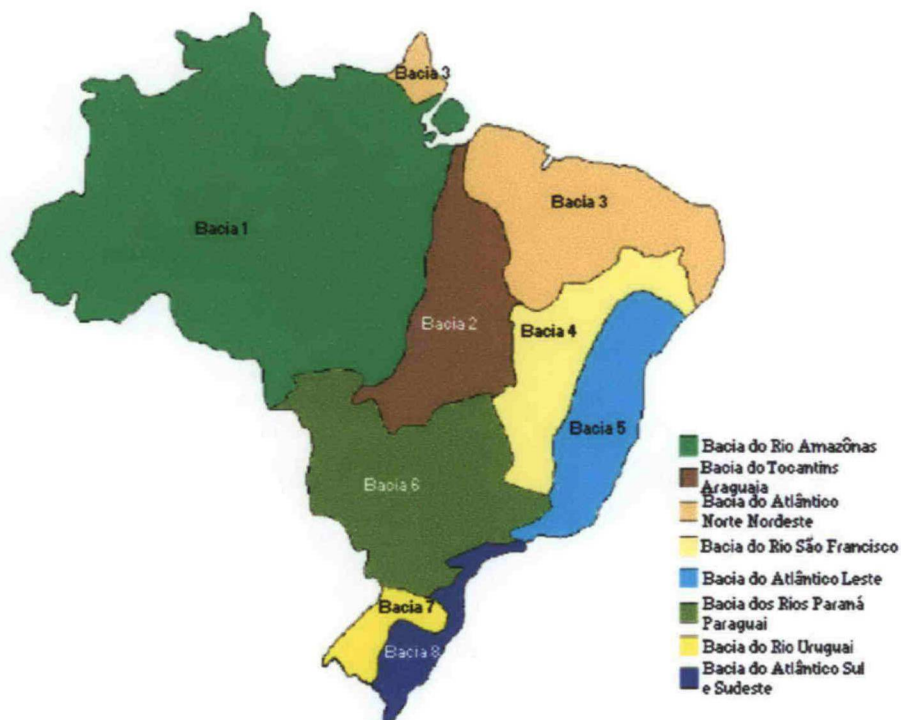 Bacia 3
Bacia 1
Bacia 3
Bacia 2
Bacia 4
Bacia 5
Bacia 6
Bacia 7
Bacia 8
Bacia do Rio Amazônas
Bacia do Tocantins
Araguaia
Bacia do Atlântico
Norte Nordeste
Bacia do Rio São Francisco
Bacia do Atlântico Leste
Bacia dos Rios Paraná
Paraguai
Bacia do Rio Uruguai
Bacia do Atlântico Sul
e Sudeste